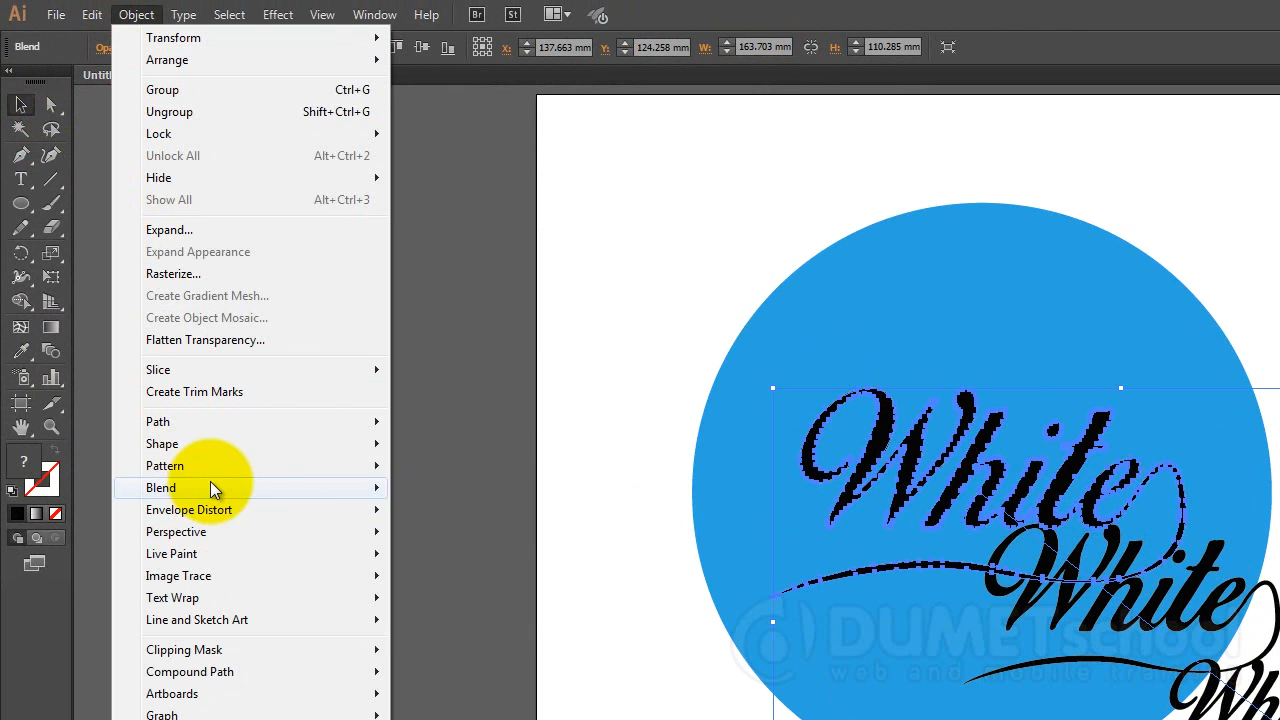 Ai File Edit Object Type Select Effect View Window Help Br St
Blend Opa X: 137.663 mm Y: 124.258 mm W: 163.703 mm H: 110.285 mm
Untitl
Transform
Arrange
Group Ctrl+G
Ungroup Shift+Ctrl+G
Lock
Unlock All Alt+Ctrl+2
Hide
Show All Alt+Ctrl+3
Expand...
Expand Appearance
Rasterize...
Create Gradient Mesh...
Create Object Mosaic...
Flatten Transparency...
Slice
Create Trim Marks
Path
Shape
Pattern
Blend
Envelope Distort
Perspective
Live Paint
Image Trace
Text Wrap
Line and Sketch Art
Clipping Mask
Compound Path
Artboards
Graph
?
White
White
Wh
DUMETschool
web and mobile trai